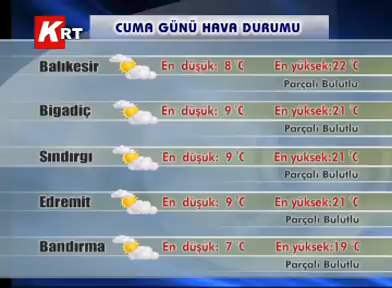 KRT
CUMA GÜNÜ HAVA DURUMU
Balıkesir En düşük: 8 °C En yüksek:22 °C
Parçalı Bulutlu
Bigadiç En düşük: 9 °C En yüksek:21 °C
Parçalı Bulutlu
Sındırgı En düşük: 9 °C En yüksek:21 °C
Parçalı Bulutlu
Edremit En düşük: 9 °C En yüksek:21 °C
Parçalı Bulutlu
Bandırma En düşük: 7 °C En yüksek:19 °C
Parçalı Bulutlu